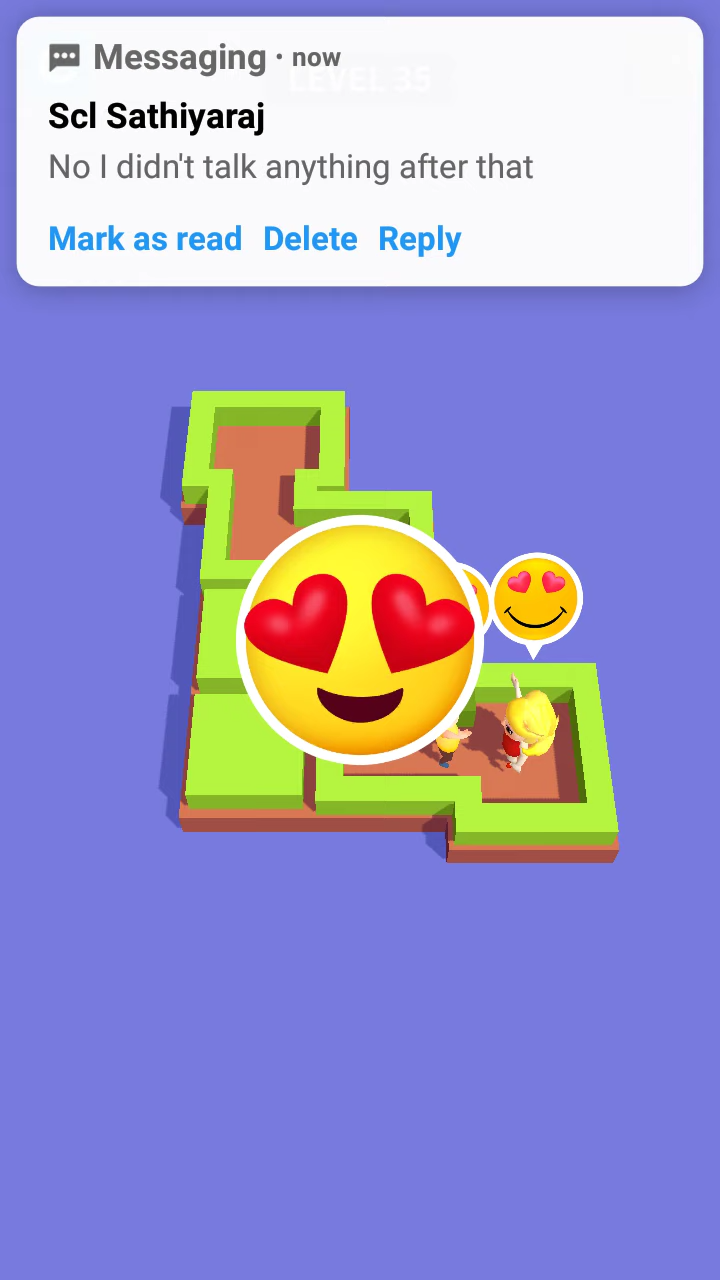 Messaging · now
LEVEL 35
Scl Sathiyaraj
No I didn't talk anything after that
Mark as read Delete Reply